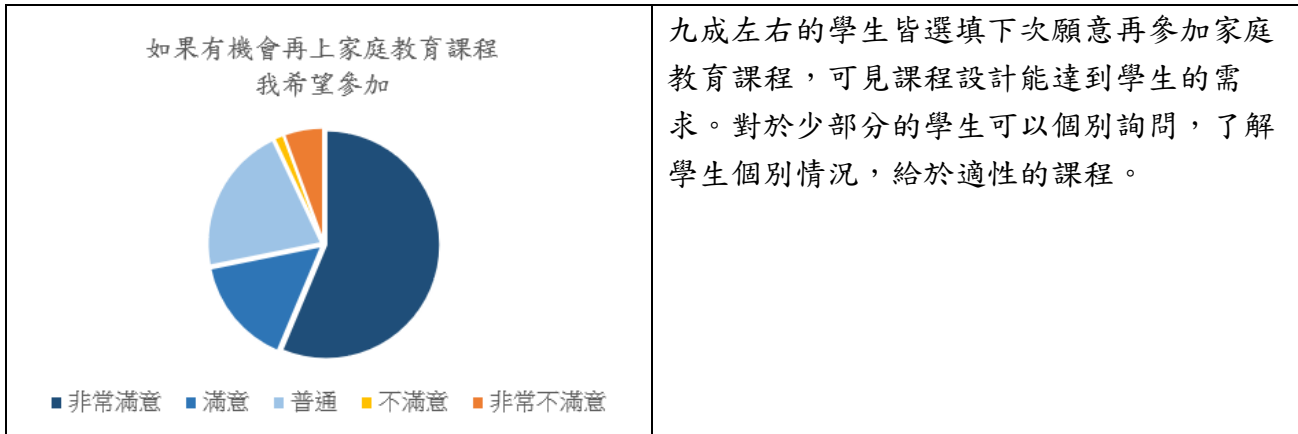 如果有機會再上家庭教育課程
我希望參加
■非常滿意 ■滿意 ■普通 ■不滿意 ■非常不滿意
九成左右的學生皆選填下次願意再參加家庭
教育課程，可見課程設計能達到學生的需
求。對於少部分的學生可以個別詢問，了解
學生個別情況，給於適性的課程。